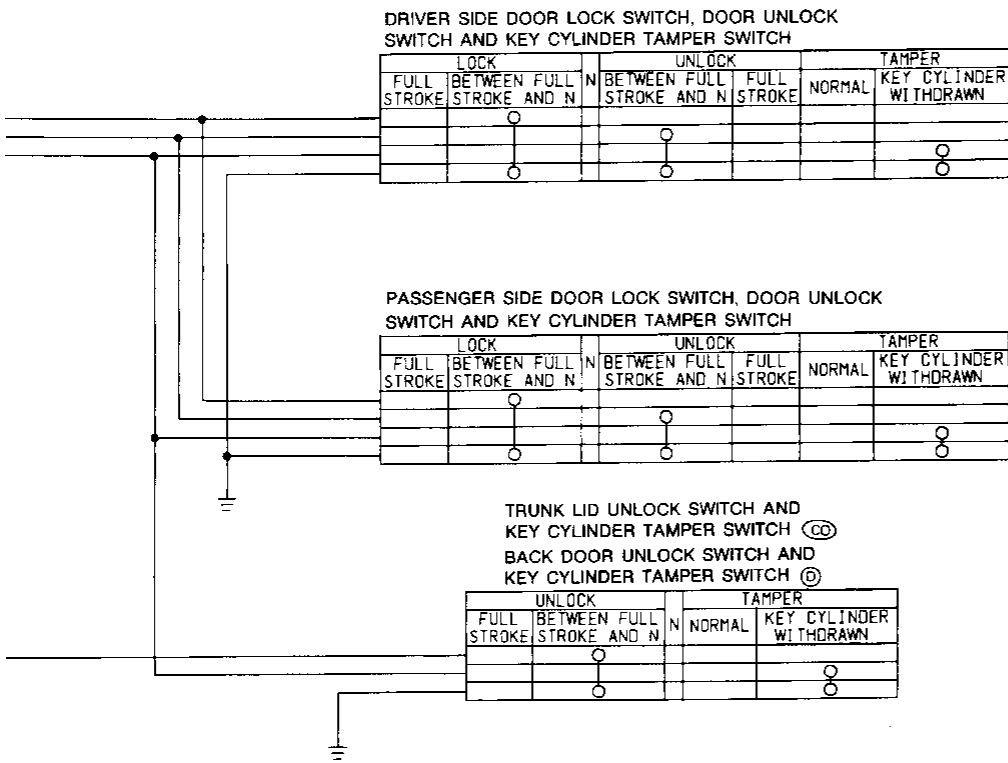 DRIVER SIDE DOOR LOCK SWITCH, DOOR UNLOCK
SWITCH AND KEY CYLINDER TAMPER SWITCH
LOCK N UNLOCK TAMPER
FULL STROKE BETWEEN FULL STROKE AND N BETWEEN FULL STROKE AND N FULL STROKE NORMAL KEY CYLINDER WITHDRAWN
PASSENGER SIDE DOOR LOCK SWITCH, DOOR UNLOCK
SWITCH AND KEY CYLINDER TAMPER SWITCH
LOCK N UNLOCK TAMPER
FULL STROKE BETWEEN FULL STROKE AND N BETWEEN FULL STROKE AND N FULL STROKE NORMAL KEY CYLINDER WITHDRAWN
TRUNK LID UNLOCK SWITCH AND
KEY CYLINDER TAMPER SWITCH CO
BACK DOOR UNLOCK SWITCH AND
KEY CYLINDER TAMPER SWITCH D
UNLOCK N TAMPER
FULL STROKE BETWEEN FULL STROKE AND N NORMAL KEY CYLINDER WITHDRAWN